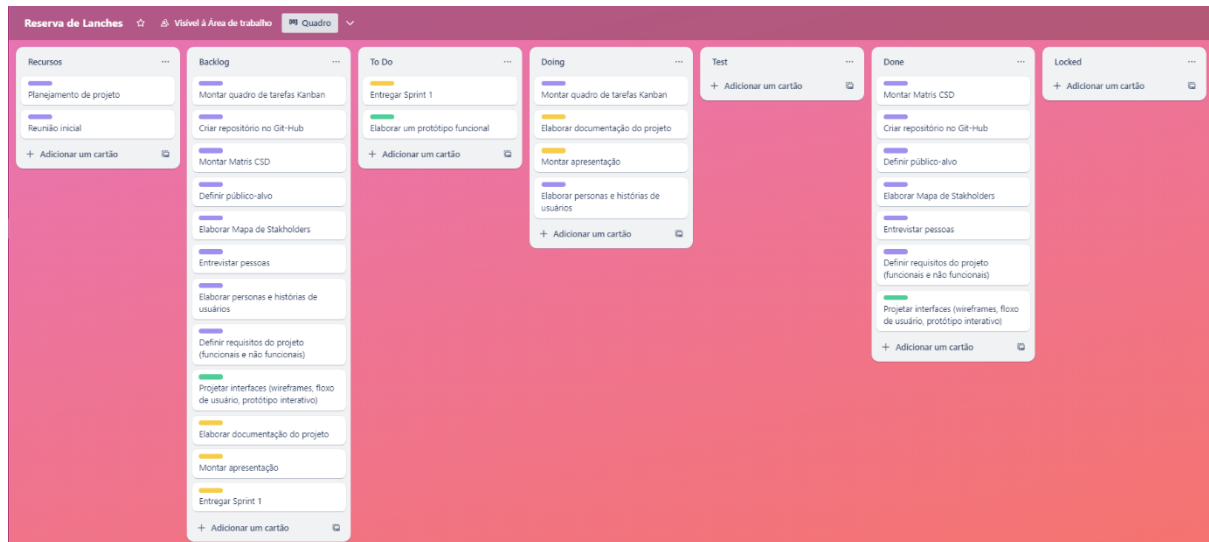 Reserva de Lanches
Visível à Área de trabalho
Quadro
Recursos
Planejamento de projeto
Reunião inicial
+ Adicionar um cartão
Backlog
Montar quadro de tarefas Kanban
Criar repositório no Git-Hub
Montar Matris CSD
Definir público-alvo
Elaborar Mapa de Stakholders
Entrevistar pessoas
Elaborar personas e histórias de
usuários
Definir requisitos do projeto
(funcionais e não funcionais)
Projetar interfaces (wireframes, floxo
de usuário, protótipo interativo)
Elaborar documentação do projeto
Montar apresentação
Entregar Sprint 1
+ Adicionar um cartão
To Do
Entregar Sprint 1
Elaborar um protótipo funcional
+ Adicionar um cartão
Doing
Montar quadro de tarefas Kanban
Elaborar documentação do projeto
Montar apresentação
Elaborar personas e histórias de
usuários
+ Adicionar um cartão
Test
+ Adicionar um cartão
Done
Montar Matris CSD
Criar repositório no Git-Hub
Definir público-alvo
Elaborar Mapa de Stakholders
Entrevistar pessoas
Definir requisitos do projeto
(funcionais e não funcionais)
Projetar interfaces (wireframes, floxo
de usuário, protótipo interativo)
+ Adicionar um cartão
Locked
+ Adicionar um cartão